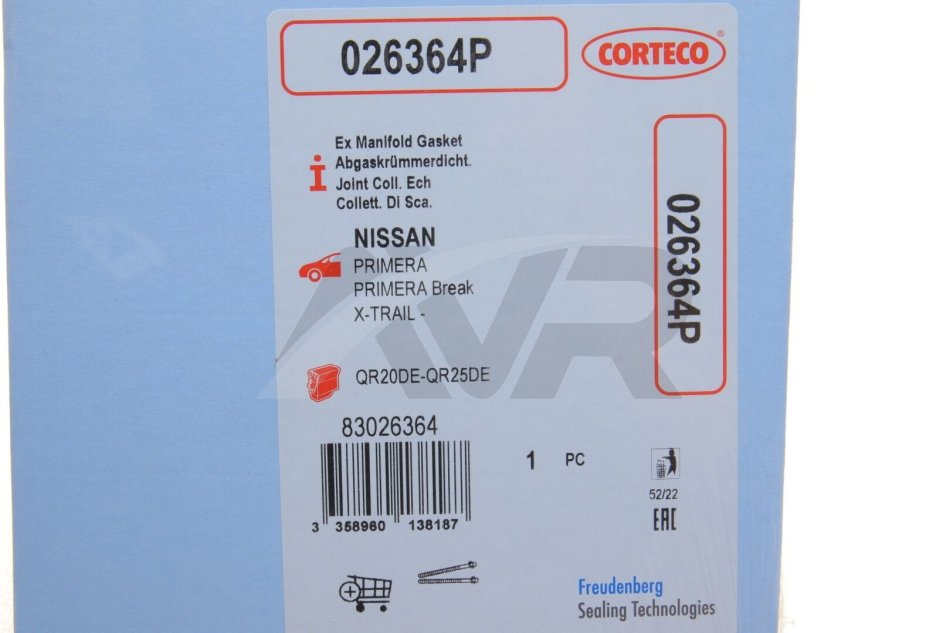 026364P
CORTECO®
Ex Manifold Gasket
Abgaskrümmerdicht.
Joint Coll. Ech
Collett. Di Sca.
026364P
NISSAN
PRIMERA
PRIMERA Break
X-TRAIL -
AVR
QR20DE-QR25DE
83026364
1 PC
3 358960 138187
52/22
EAC
Freudenberg
Sealing Technologies